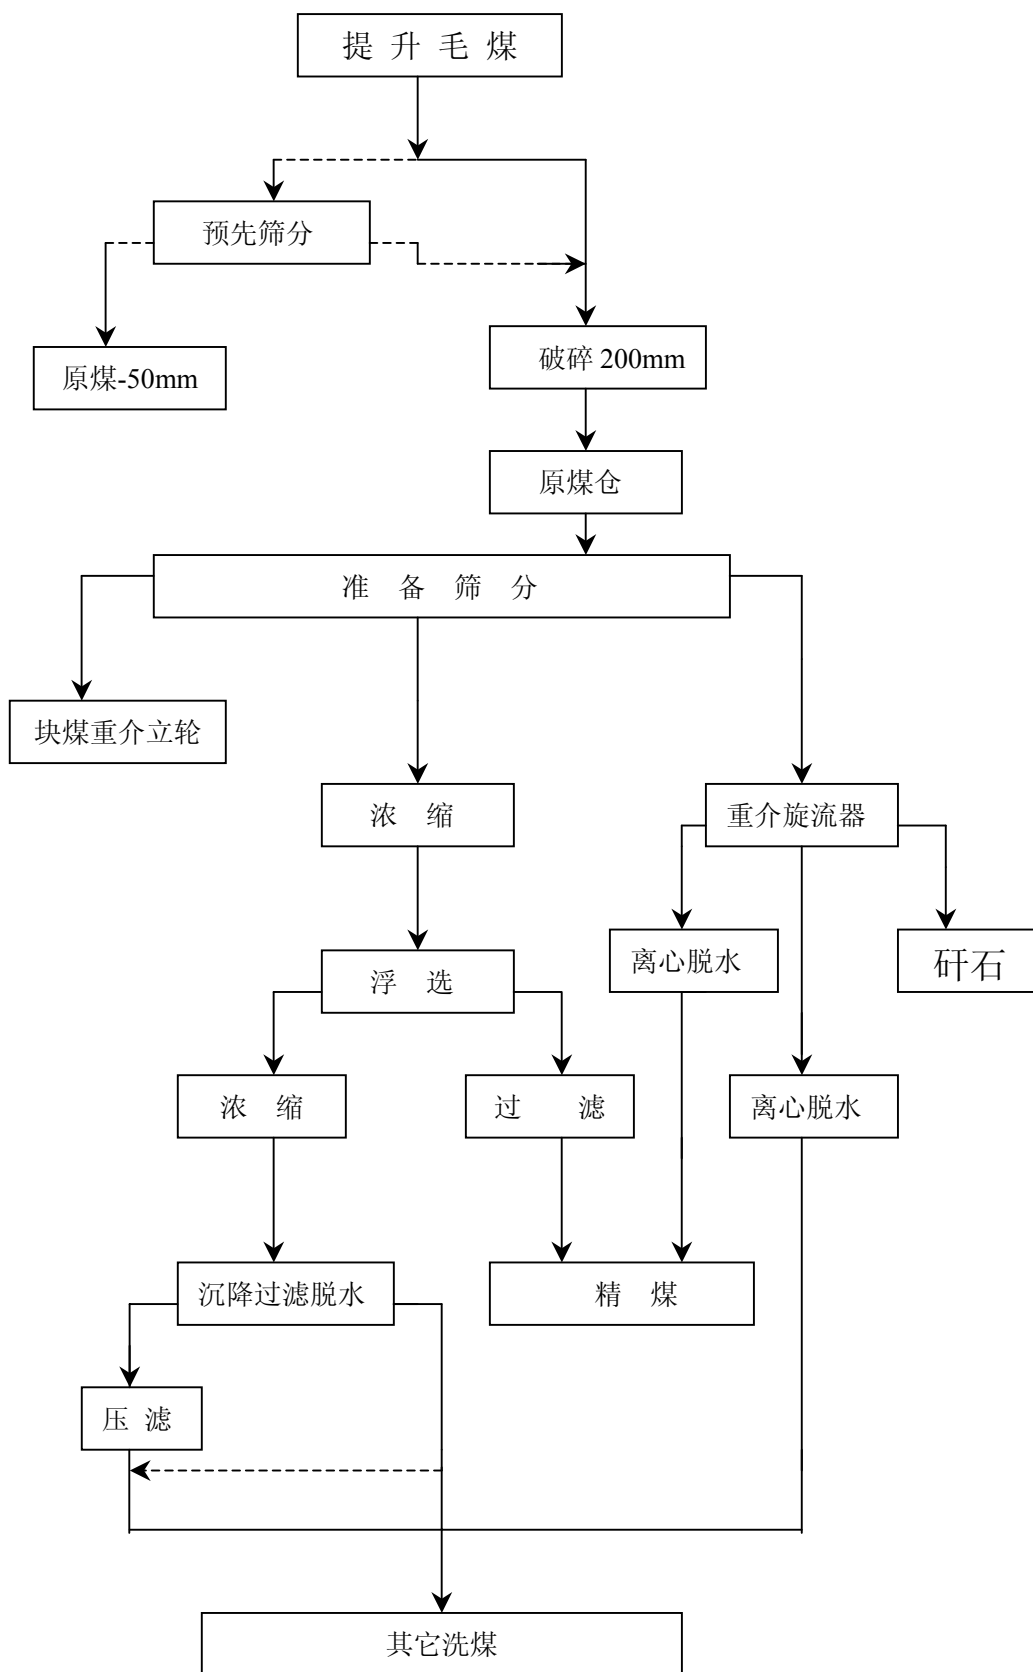 提 升 毛 煤
预先筛分
原煤-50mm
破碎 200mm
原煤仓
准 备 筛 分
块煤重介立轮
浓 缩
重介旋流器
离心脱水
矸石
浮 选
浓 缩
过 滤
离心脱水
沉降过滤脱水
精 煤
压 滤
其它洗煤